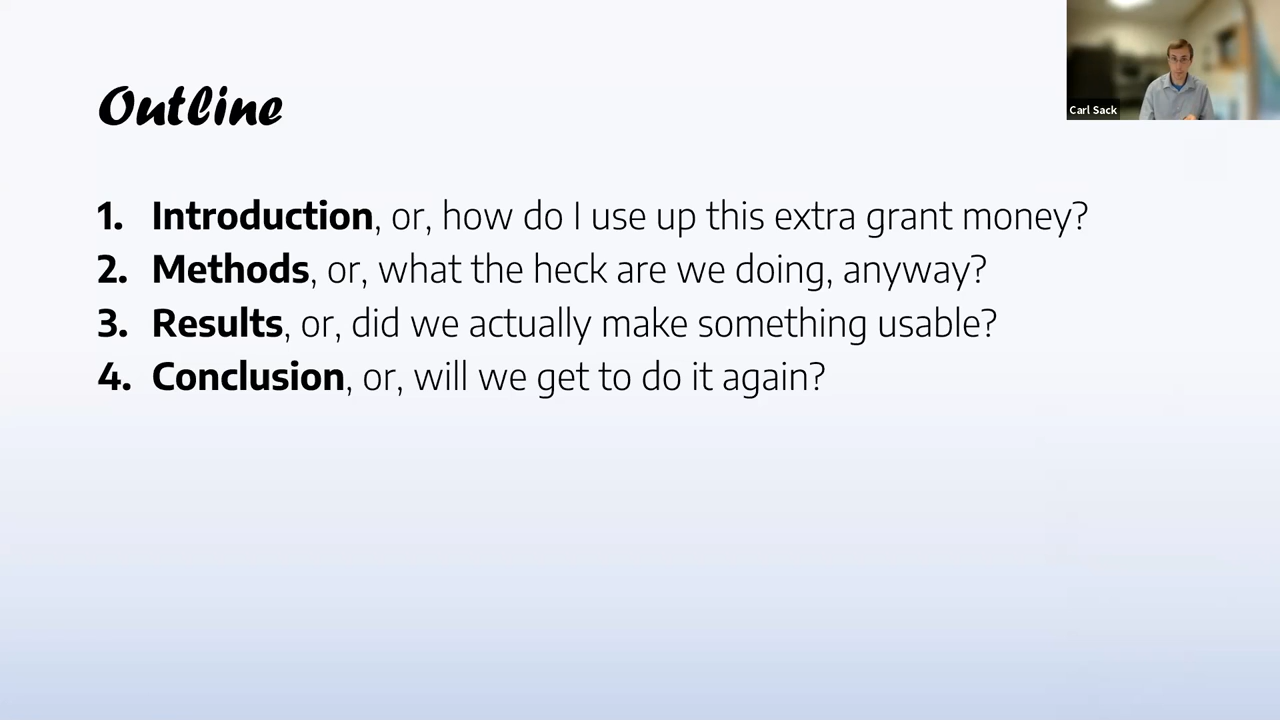 Outline
Carl Sack
1. Introduction, or, how do I use up this extra grant money?
2. Methods, or, what the heck are we doing, anyway?
3. Results, or, did we actually make something usable?
4. Conclusion, or, will we get to do it again?